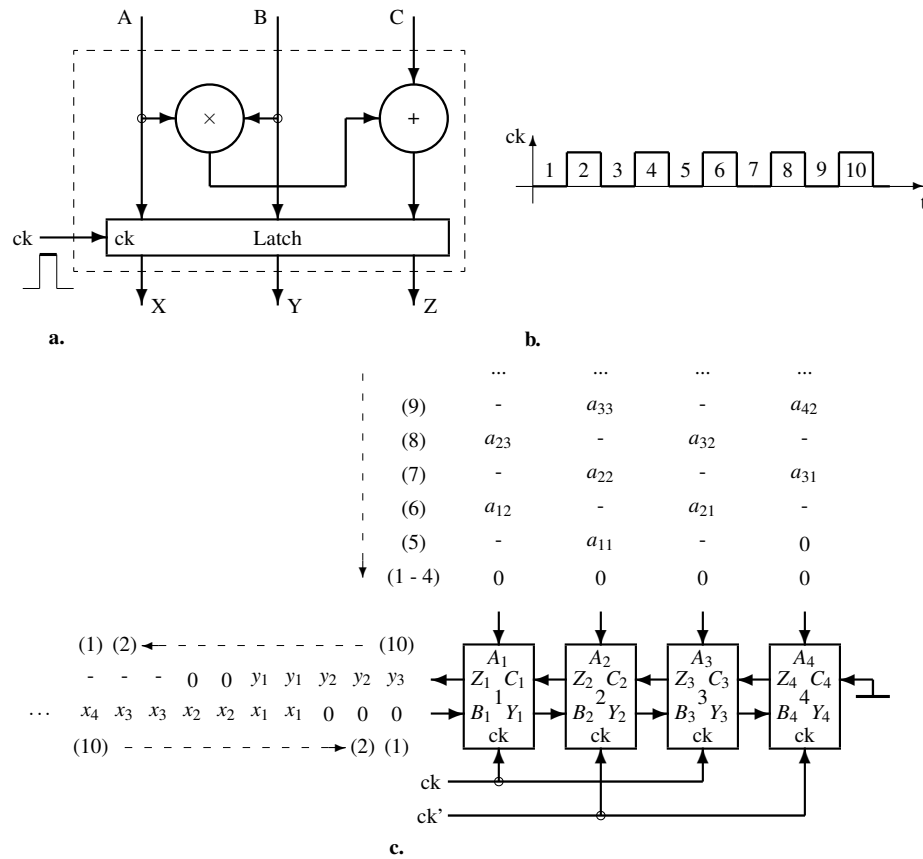 A B C
× +
ck ck Latch
X Y Z
a.
ck
1 2 3 4 5 6 7 8 9 10
t
b.
... ... ... ...
(9) - a33 - a42
(8) a23 - a32 -
(7) - a22 - a31
(6) a12 - a21 -
(5) - a11 - 0
(1 - 4) 0 0 0 0
(1) (2) (10)
- - - 0 0 y1 y1 y2 y2 y3
... x4 x3 x3 x2 x2 x1 x1 0 0 0
(10) (2) (1)
A1 A2 A3 A4
Z1 C1 Z2 C2 Z3 C3 Z4 C4
1 2 3 4
B1 Y1 B2 Y2 B3 Y3 B4 Y4
ck ck ck ck
ck
ck'
c.